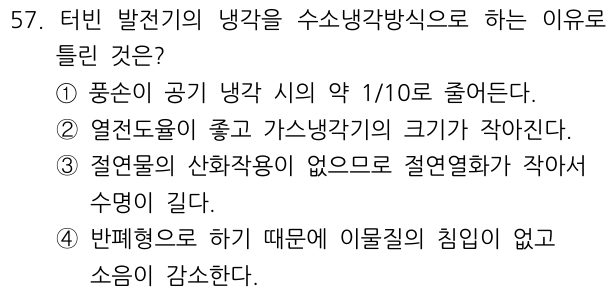 57. 터빈 발전기의 냉각을 수소냉각방식으로 하는 이유로
틀린 것은?
① 풍손이 공기 냉각 시의 약 1/10로 줄어든다.
② 열전도율이 좋고 가스냉각기의 크기가 작아진다.
③ 절연물의 산화작용이 없으므로 절연열화가 작아서
수명이 길다.
④ 반폐형으로 하기 때문에 이물질의 침입이 없고
소음이 감소한다.